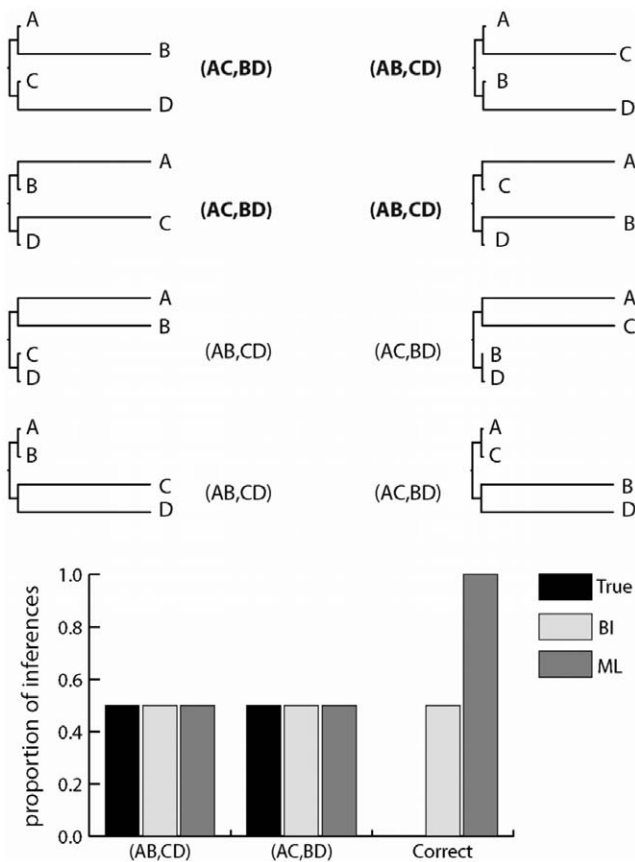 A
B
C
D
(AC,BD)
(AB,CD)
A
C
B
D
A
B
C
D
(AC,BD)
(AB,CD)
A
C
B
D
A
B
C
D
(AB,CD)
(AC,BD)
A
C
B
D
A
B
C
D
(AB,CD)
(AC,BD)
A
C
B
D
proportion of inferences
1.0
0.8
0.6
0.4
0.2
0.0
(AB,CD)
(AC,BD)
Correct
True
BI
ML